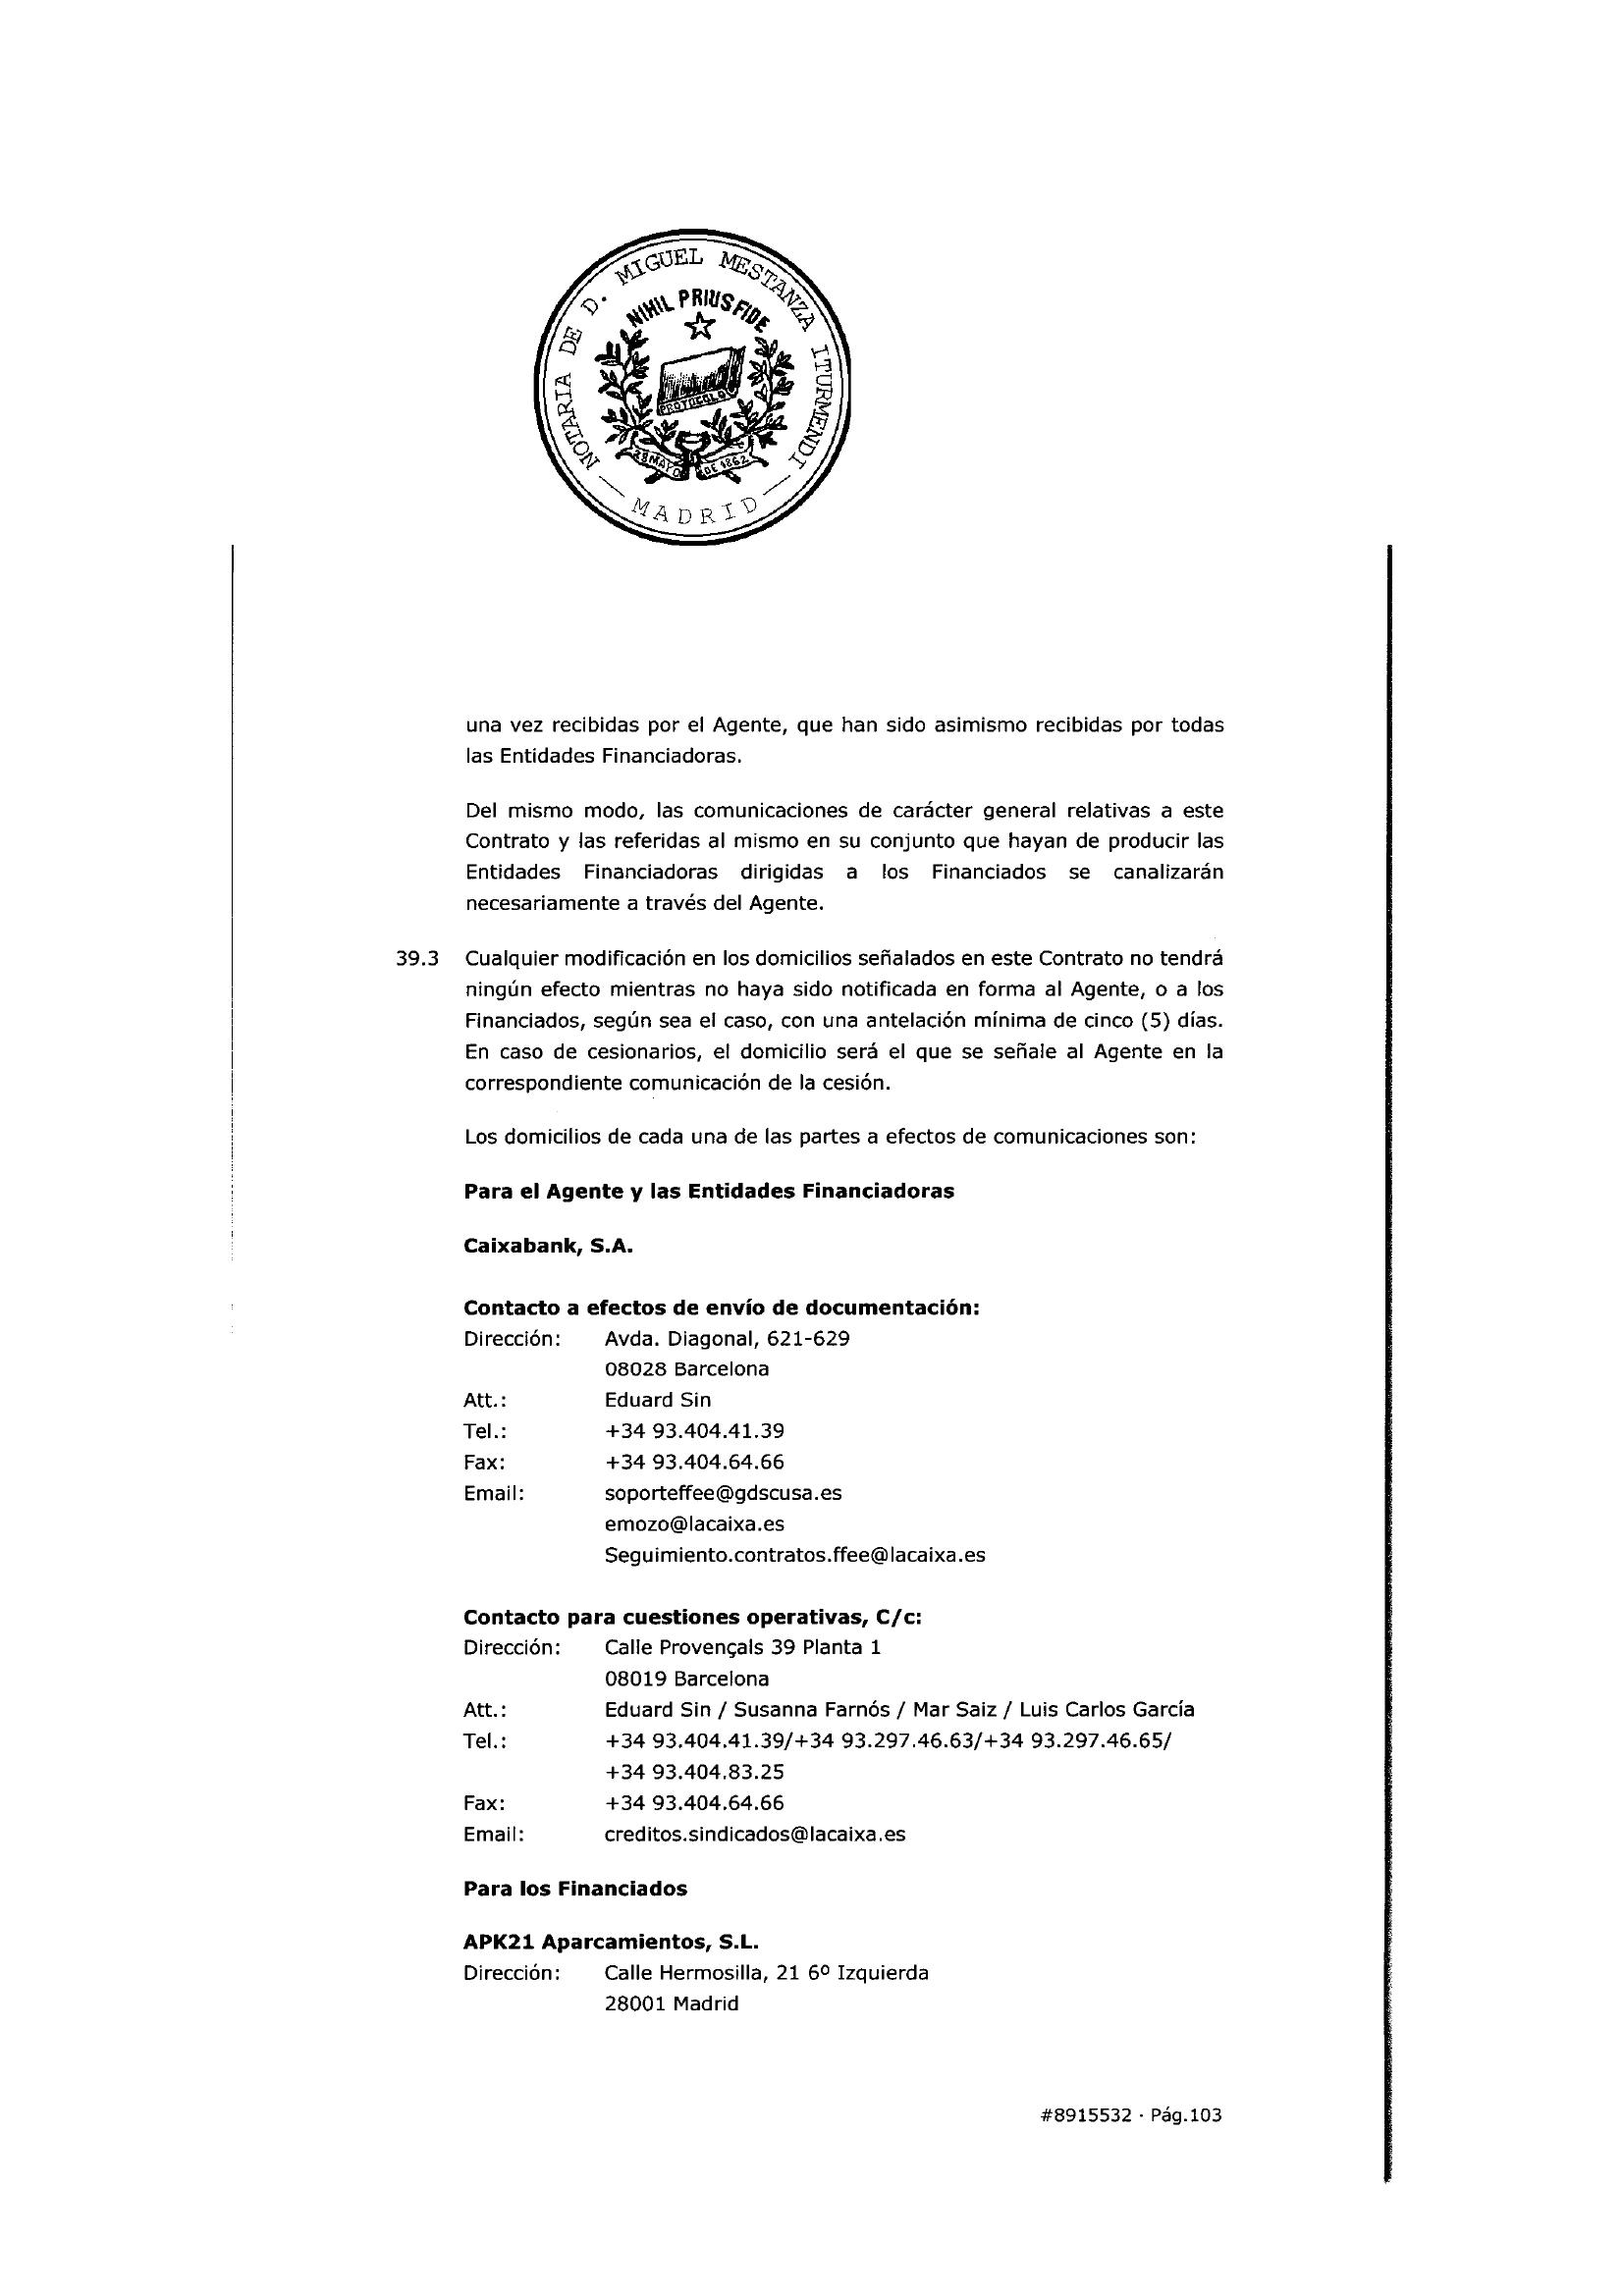 NOTARIA DE D. MIGUEL MESTANZA ITURMENDI
NIHIL PRIUS FIDE
PROTOCOLO
28 MAYO DE 1862
— MADRID —
una vez recibidas por el Agente, que han sido asimismo recibidas por todas
las Entidades Financiadoras.
Del mismo modo, las comunicaciones de carácter general relativas a este
Contrato y las referidas al mismo en su conjunto que hayan de producir las
Entidades Financiadoras dirigidas a los Financiados se canalizarán
necesariamente a través del Agente.
39.3 Cualquier modificación en los domicilios señalados en este Contrato no tendrá
ningún efecto mientras no haya sido notificada en forma al Agente, o a los
Financiados, según sea el caso, con una antelación mínima de cinco (5) días.
En caso de cesionarios, el domicilio será el que se señale al Agente en la
correspondiente comunicación de la cesión.
Los domicilios de cada una de las partes a efectos de comunicaciones son:
Para el Agente y las Entidades Financiadoras
Caixabank, S.A.
Contacto a efectos de envío de documentación:
Dirección: Avda. Diagonal, 621-629
08028 Barcelona
Att.: Eduard Sin
Tel.: +34 93.404.41.39
Fax: +34 93.404.64.66
Email: soporteffee@gdscusa.es
emozo@lacaixa.es
Seguimiento.contratos.ffee@lacaixa.es
Contacto para cuestiones operativas, C/c:
Dirección: Calle Provençals 39 Planta 1
08019 Barcelona
Att.: Eduard Sin / Susanna Farnós / Mar Saiz / Luis Carlos García
Tel.: +34 93.404.41.39/+34 93.297.46.63/+34 93.297.46.65/
+34 93.404.83.25
Fax: +34 93.404.64.66
Email: creditos.sindicados@lacaixa.es
Para los Financiados
APK21 Aparcamientos, S.L.
Dirección: Calle Hermosilla, 21 6º Izquierda
28001 Madrid
#8915532 · Pág.103